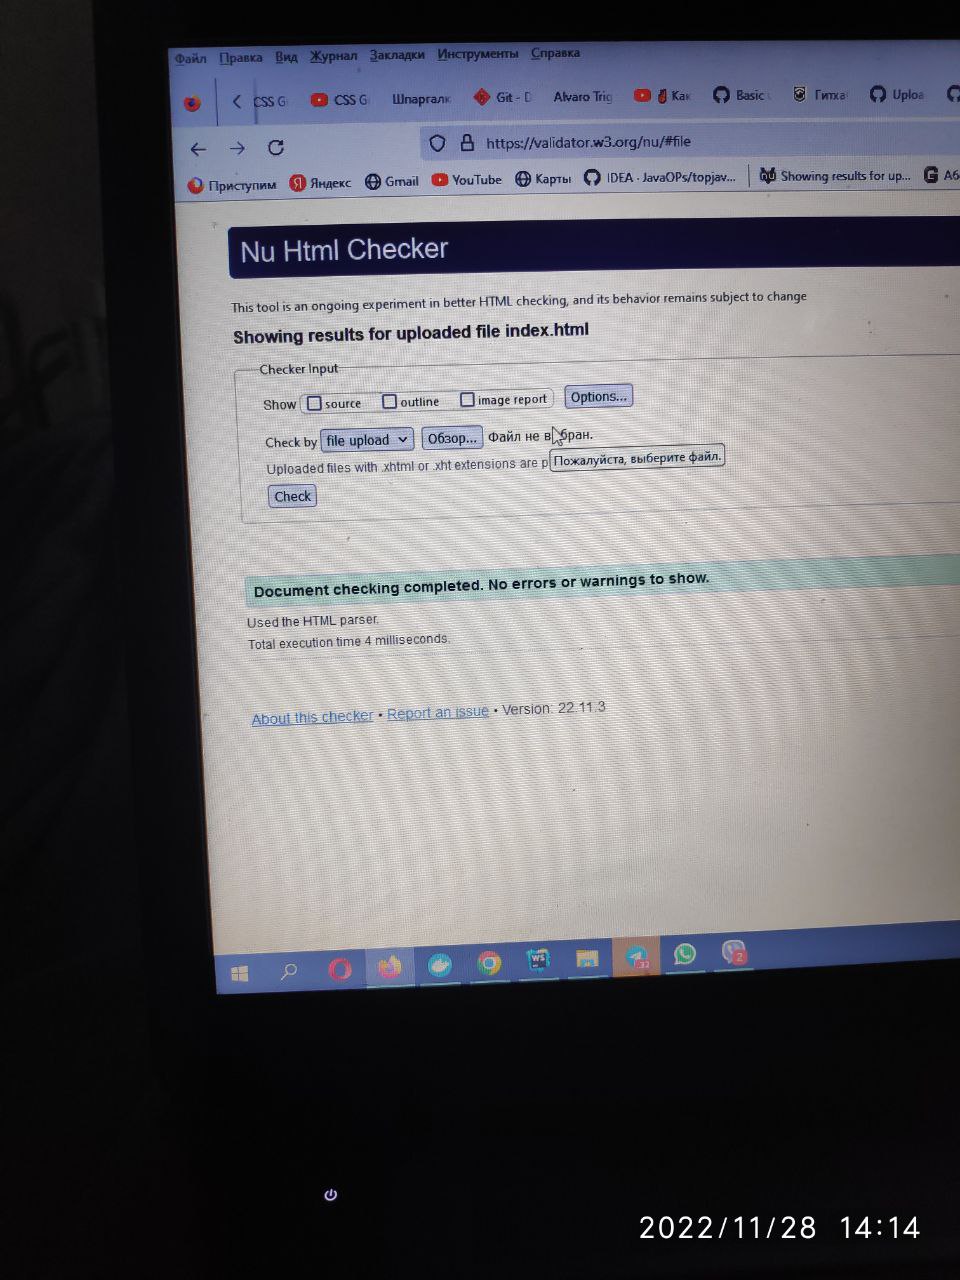 Файл Правка Вид Журнал Закладки Инструменты Справка
CSS G CSS G Шпаргалк Git - D Alvaro Trig Как Basic Гитха Uploa
https://validator.w3.org/nu/#file
Приступим Яндекс Gmail YouTube Карты IDEA · JavaOPs/topjav... Showing results for up... Аб
Nu Html Checker
This tool is an ongoing experiment in better HTML checking, and its behavior remains subject to change
Showing results for uploaded file index.html
Checker Input
Show source outline image report Options...
Check by file upload Обзор... Файл не выбран.
Uploaded files with .xhtml or .xht extensions are p
Пожалуйста, выберите файл.
Check
Document checking completed. No errors or warnings to show.
Used the HTML parser.
Total execution time 4 milliseconds.
About this checker • Report an issue • Version: 22.11.3
WS
2
2022/11/28 14:14